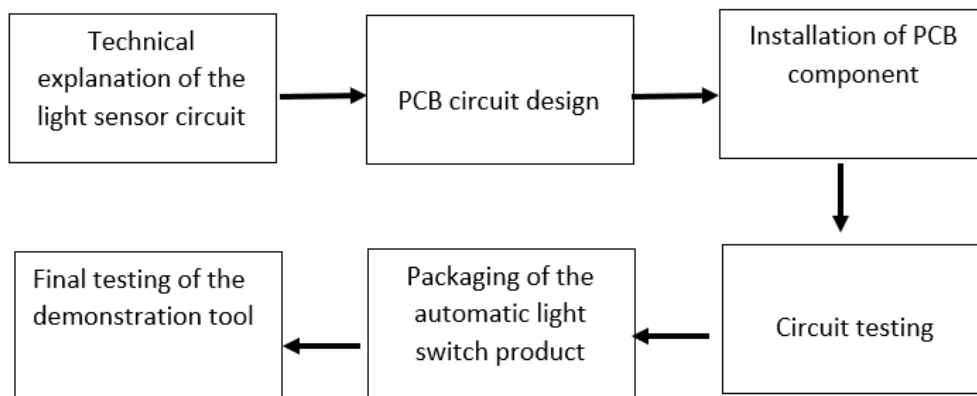 Technical
explanation of the
light sensor circuit
PCB circuit design
Installation of PCB
component
Circuit testing
Packaging of the
automatic light
switch product
Final testing of the
demonstration tool